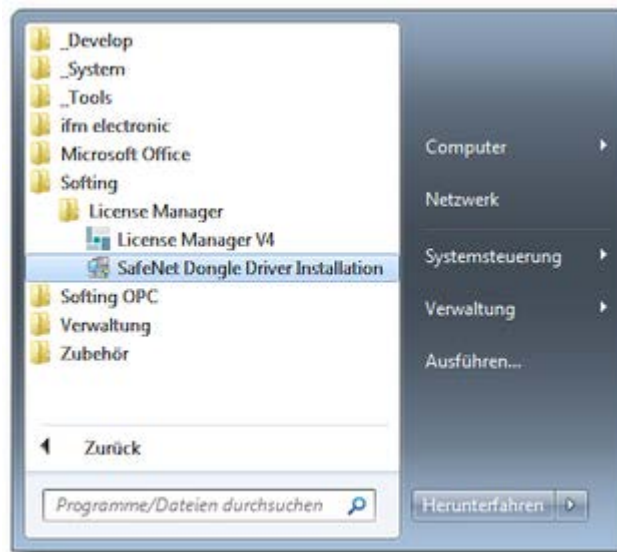 _Develop
_System
_Tools
ifm electronic
Microsoft Office
Softing
License Manager
License Manager V4
SafeNet Dongle Driver Installation
Softing OPC
Verwaltung
Zubehör
Zurück
Programme/Dateien durchsuchen
Computer
Netzwerk
Systemsteuerung
Verwaltung
Ausführen...
Herunterfahren